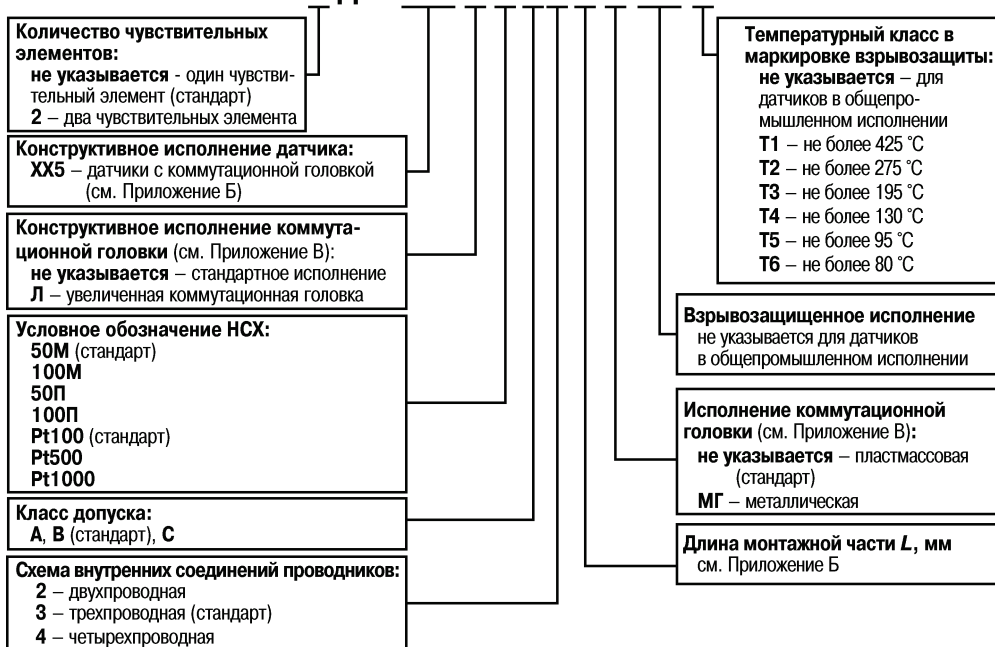 Количество чувствительных
элементов:
не указывается - один чувстви-
тельный элемент (стандарт)
2 – два чувствительных элемента
Конструктивное исполнение датчика:
ХХ5 – датчики с коммутационной головкой
(см. Приложение Б)
Конструктивное исполнение коммута-
ционной головки (см. Приложение В):
не указывается – стандартное исполнение
Л – увеличенная коммутационная головка
Условное обозначение НСХ:
50М (стандарт)
100М
50П
100П
Pt100 (стандарт)
Pt500
Pt1000
Класс допуска:
А, В (стандарт), С
Схема внутренних соединений проводников:
2 – двухпроводная
3 – трехпроводная (стандарт)
4 – четырехпроводная
Температурный класс в
маркировке взрывозащиты:
не указывается – для
датчиков в общепро-
мышленном исполнении
Т1 – не более 425 °С
Т2 – не более 275 °С
Т3 – не более 195 °С
Т4 – не более 130 °С
Т5 – не более 95 °С
Т6 – не более 80 °С
Взрывозащищенное исполнение
не указывается для датчиков
в общепромышленном исполнении
Исполнение коммутационной
головки (см. Приложение В):
не указывается – пластмассовая
(стандарт)
МГ – металлическая
Длина монтажной части L, мм
см. Приложение Б